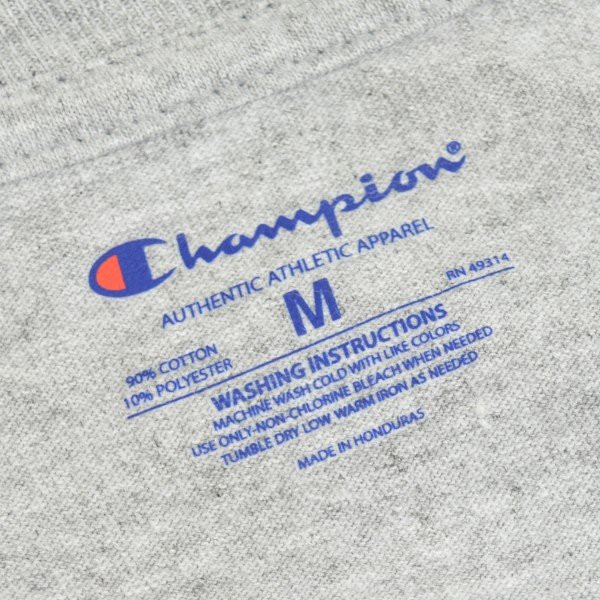 Champion®
AUTHENTIC ATHLETIC APPAREL
M
RN 49314
90% COTTON
10% POLYESTER
WASHING INSTRUCTIONS
MACHINE WASH COLD WITH LIKE COLORS
USE ONLY-NON-CHLORINE BLEACH WHEN NEEDED
TUMBLE DRY LOW WARM IRON AS NEEDED
MADE IN HONDURAS